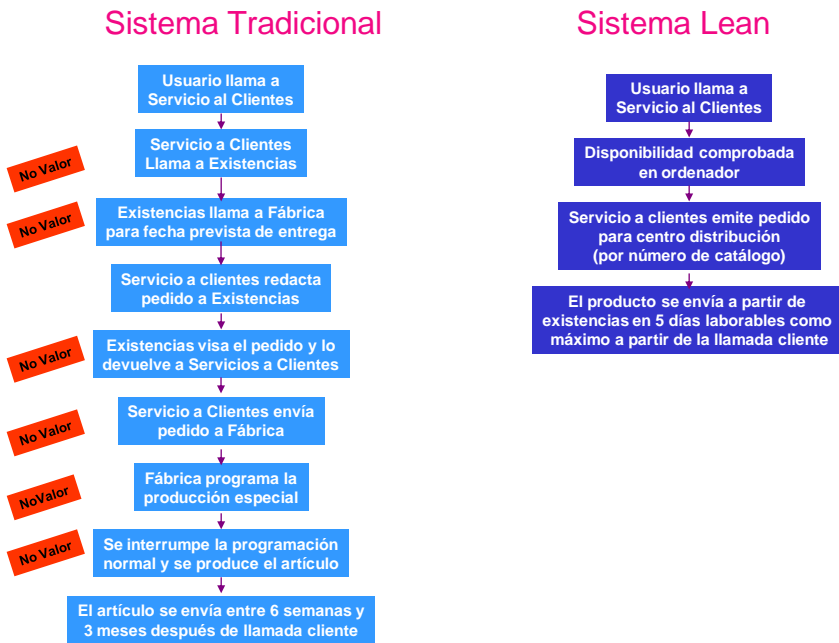 Sistema Tradicional
Usuario llama a
Servicio al Clientes
Servicio a Clientes
Llama a Existencias
No Valor
Existencias llama a Fábrica
para fecha prevista de entrega
No Valor
Servicio a clientes redacta
pedido a Existencias
Existencias visa el pedido y lo
devuelve a Servicios a Clientes
No Valor
Servicio a Clientes envía
pedido a Fábrica
No Valor
Fábrica programa la
producción especial
NoValor
Se interrumpe la programación
normal y se produce el artículo
No Valor
El artículo se envía entre 6 semanas y
3 meses después de llamada cliente
Sistema Lean
Usuario llama a
Servicio al Clientes
Disponibilidad comprobada
en ordenador
Servicio a clientes emite pedido
para centro distribución
(por número de catálogo)
El producto se envía a partir de
existencias en 5 días laborables como
máximo a partir de la llamada cliente